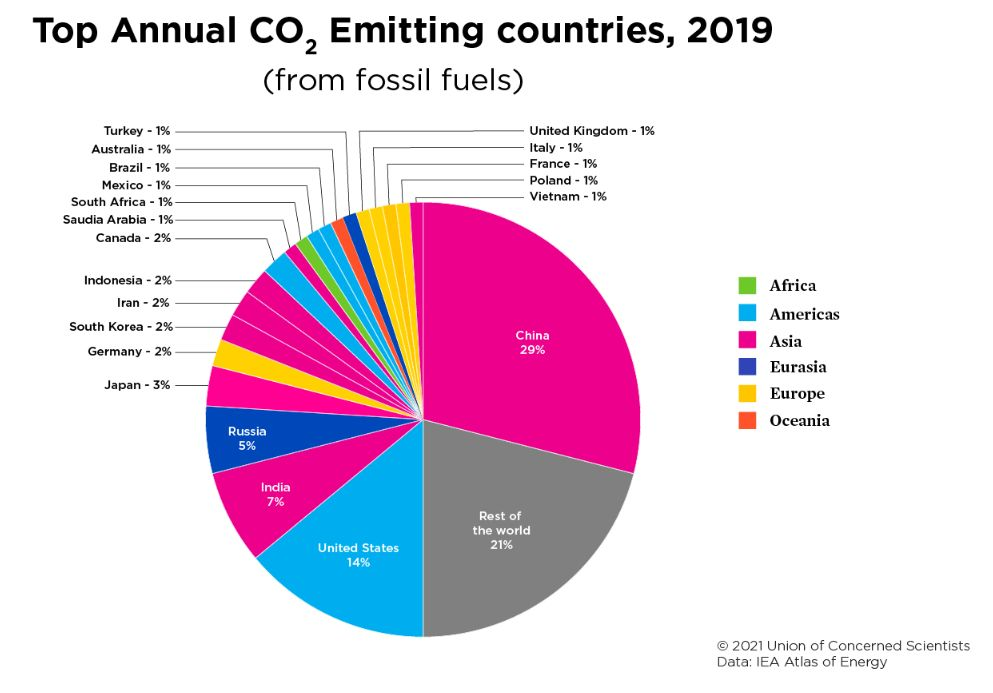 Top Annual CO2 Emitting countries, 2019
(from fossil fuels)
Turkey - 1%
Australia - 1%
Brazil - 1%
Mexico - 1%
South Africa - 1%
Saudia Arabia - 1%
Canada - 2%
Indonesia - 2%
Iran - 2%
South Korea - 2%
Germany - 2%
Japan - 3%
United Kingdom - 1%
Italy - 1%
France - 1%
Poland - 1%
Vietnam - 1%
China
29%
Russia
5%
India
7%
United States
14%
Rest of
the world
21%
Africa
Americas
Asia
Eurasia
Europe
Oceania
© 2021 Union of Concerned Scientists
Data: IEA Atlas of Energy